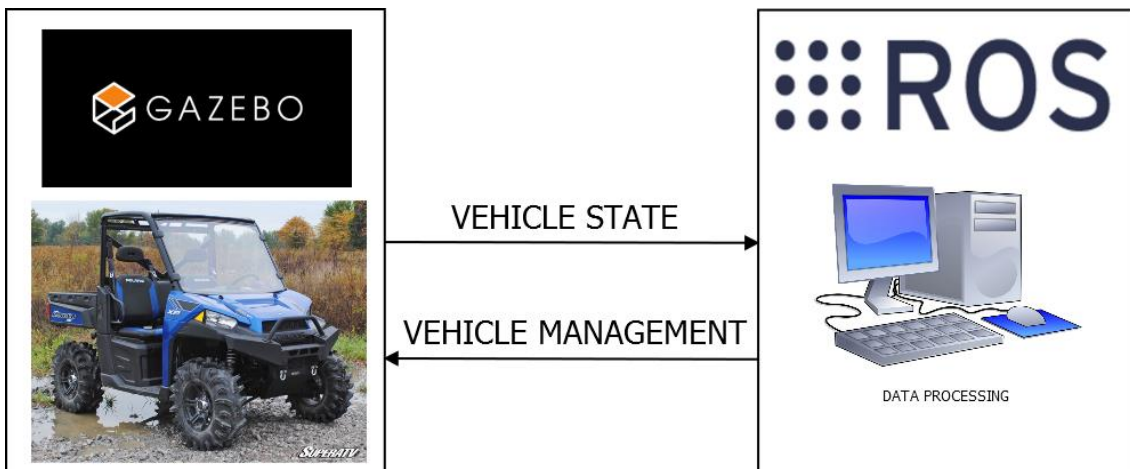 GAZEBO
ROS
VEHICLE STATE
VEHICLE MANAGEMENT
DATA PROCESSING
SUPERATV